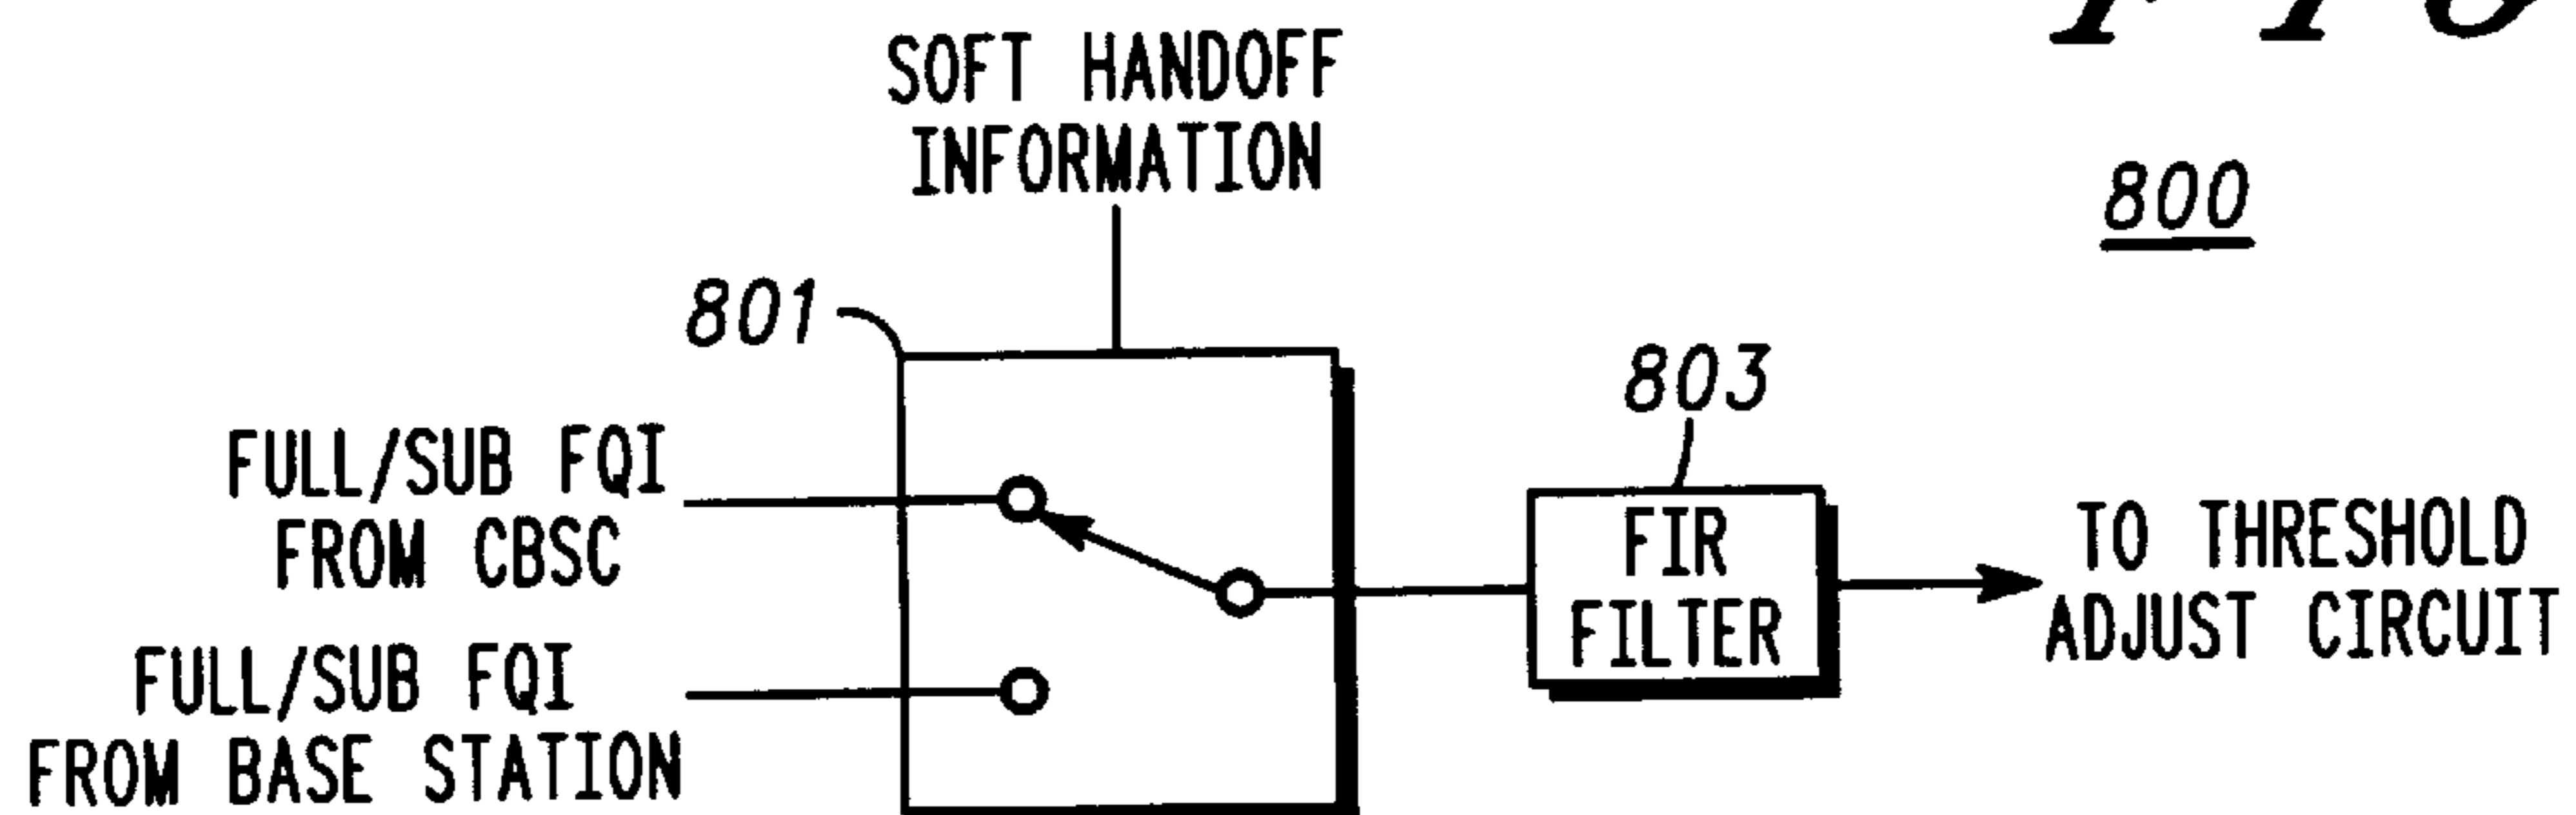 SOFT HANDOFF
INFORMATION
800
801
803
FULL/SUB FQI
FROM CBSC
FIR
FILTER
TO THRESHOLD
ADJUST CIRCUIT
FULL/SUB FQI
FROM BASE STATION